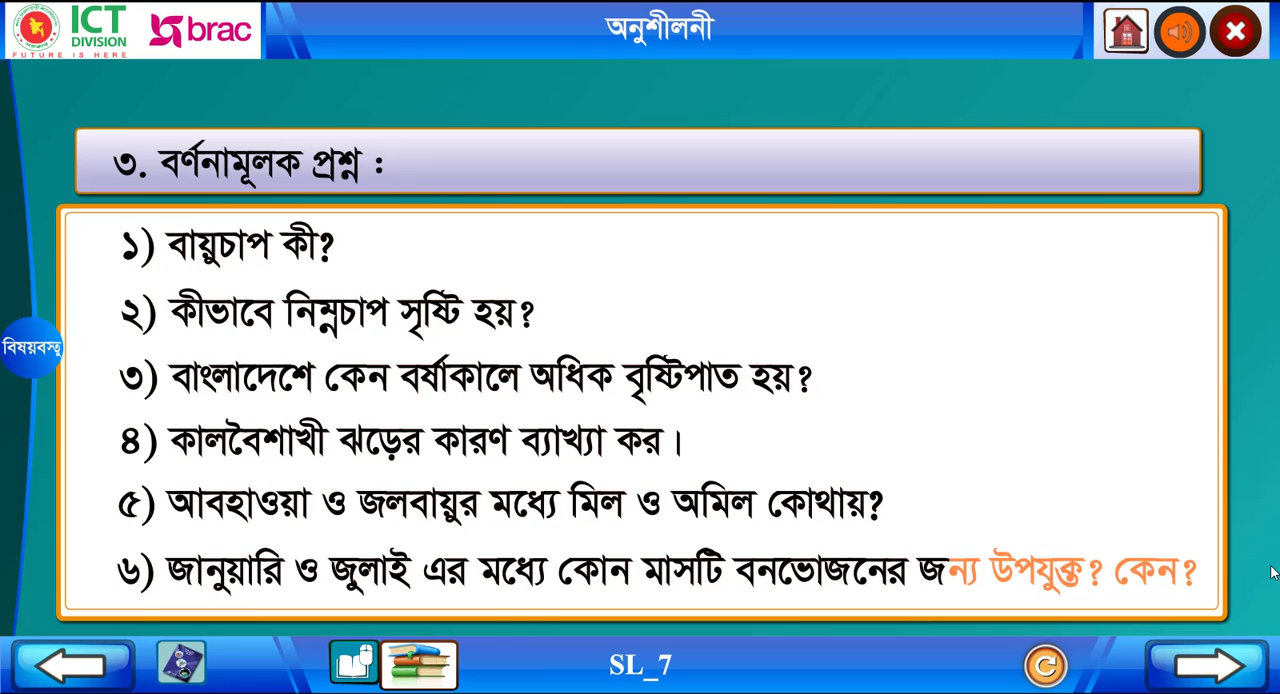 ICT
DIVISION
FUTURE IS HERE
brac
অনুশীলনী
৩. বর্ণনামূলক প্রশ্ন :
১) বায়ুচাপ কী?
২) কীভাবে নিম্নচাপ সৃষ্টি হয়?
৩) বাংলাদেশে কেন বর্ষাকালে অধিক বৃষ্টিপাত হয়?
৪) কালবৈশাখী ঝড়ের কারণ ব্যাখ্যা কর।
৫) আবহাওয়া ও জলবায়ুর মধ্যে মিল ও অমিল কোথায়?
৬) জানুয়ারি ও জুলাই এর মধ্যে কোন মাসটি বনভোজনের জন্য উপযুক্ত? কেন?
বিষয়বস্তু
SL_7